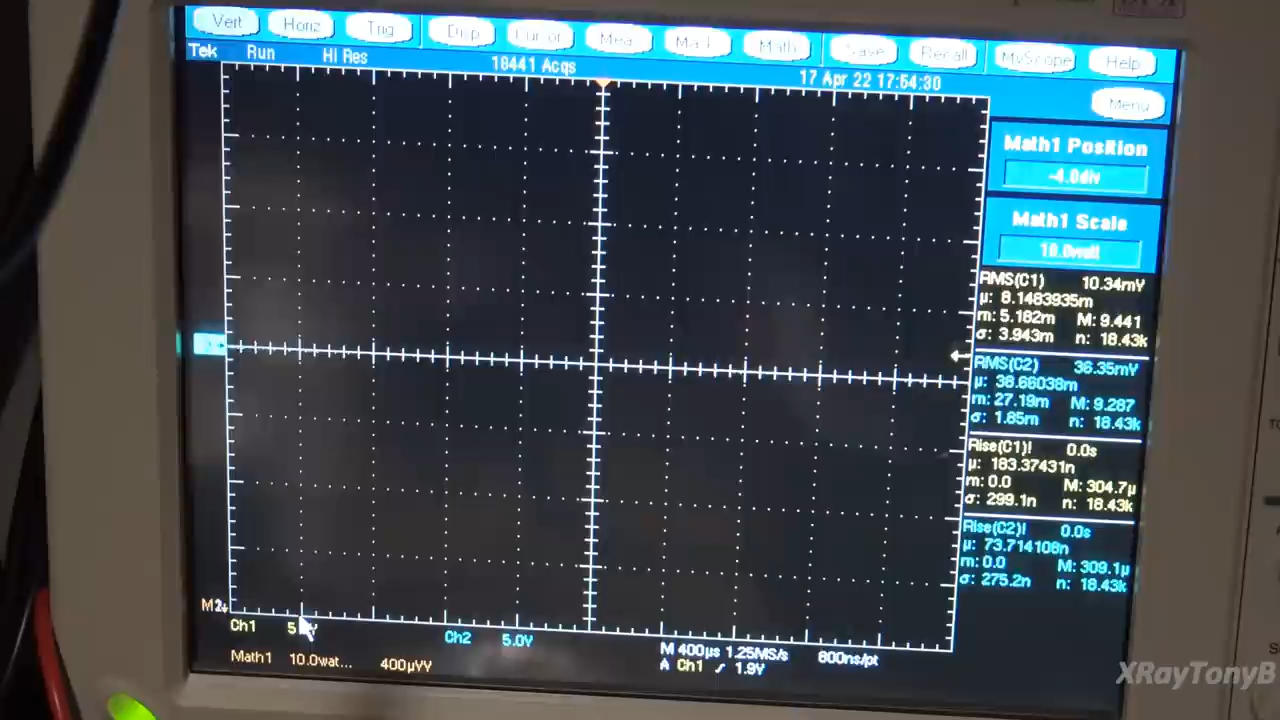 Vert Horiz Trig Disp Cursor Meas Mask Math Save Recall MyScope Help
Tek Run Hi Res 18441 Acqs 17 Apr 22 17:54:30
Menu
Math1 Position
-4.0div
Math1 Scale
10.0watt
RMS(C1) 10.34mV
µ: 8.1483935m
m: 5.182m M: 9.441
σ: 3.943m n: 18.43k
RMS(C2) 36.35mV
µ: 38.66038m
m: 27.19m M: 9.287
σ: 1.85m n: 18.43k
Rise(C1)! 0.0s
µ: 183.37431n
m: 0.0 M: 304.7µ
σ: 299.1n n: 18.43k
Rise(C2)! 0.0s
µ: 73.714108n
m: 0.0 M: 309.1µ
σ: 275.2n n: 18.43k
Ch1 Ch2 5.0V
M 400µs 1.25MS/s 800ns/pt
A Ch1 1.9V
Math1 10.0wat... 400µVV
XRayTonyB